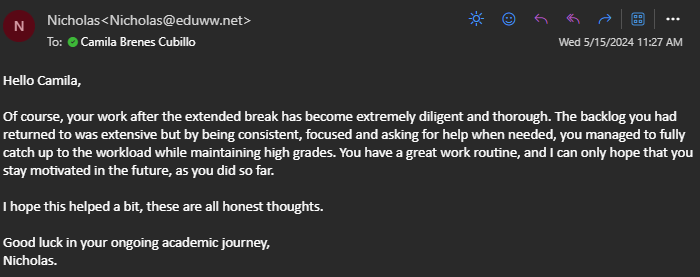 N
Nicholas<Nicholas@eduww.net>
To: Camila Brenes Cubillo
Wed 5/15/2024 11:27 AM
Hello Camila,
Of course, your work after the extended break has become extremely diligent and thorough. The backlog you had
returned to was extensive but by being consistent, focused and asking for help when needed, you managed to fully
catch up to the workload while maintaining high grades. You have a great work routine, and I can only hope that you
stay motivated in the future, as you did so far.
I hope this helped a bit, these are all honest thoughts.
Good luck in your ongoing academic journey,
Nicholas.